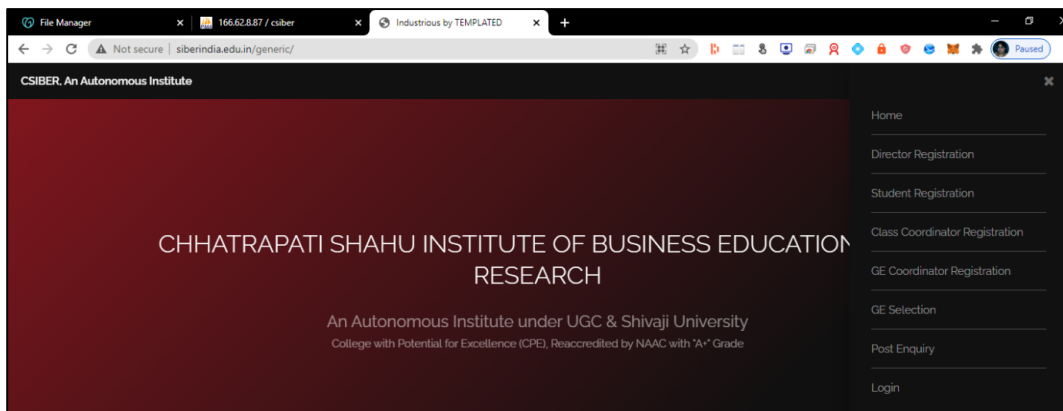 File Manager
166.62.8.87 / csiber
Industrious by TEMPLATED
Not secure | siberindia.edu.in/generic/
Paused
CSIBER, An Autonomous Institute
Home
Director Registration
Student Registration
Class Coordinator Registration
GE Coordinator Registration
GE Selection
Post Enquiry
Login
CHHATRAPATI SHAHU INSTITUTE OF BUSINESS EDUCATION
RESEARCH
An Autonomous Institute under UGC & Shivaji University
College with Potential for Excellence (CPE), Reaccredited by NAAC with "A+" Grade